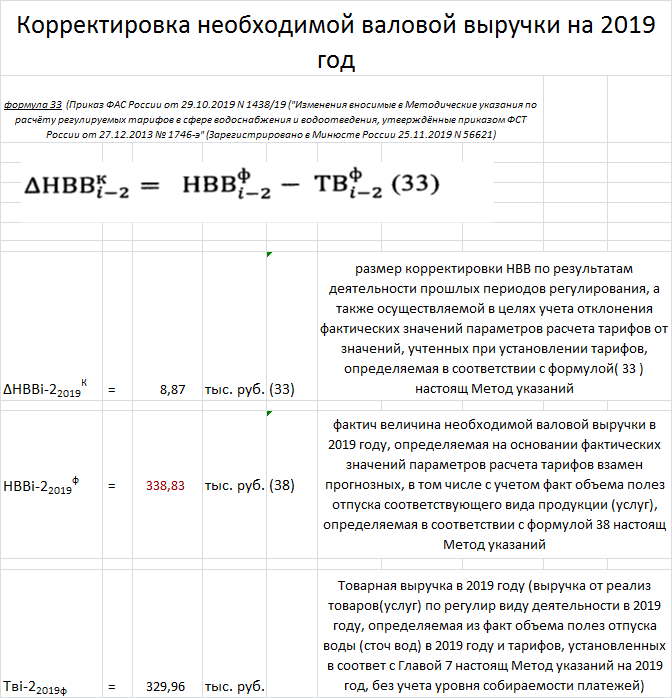 Корректировка необходимой валовой выручки на 2019
год
формула 33 (Приказ ФАС России от 29.10.2019 N 1438/19 ("Изменения вносимые в Методические указания по
расчёту регулируемых тарифов в сфере водоснабжения и водоотведения, утверждённые приказом ФСТ
России от 27.12.2013 № 1746-э" (Зарегистрировано в Минюсте России 25.11.2019 N 56621)
ΔНВВᵏᵢ₋₂ = НВВᶲᵢ₋₂ − ТВᶲᵢ₋₂ (33)
размер корректировки НВВ по результатам
деятельности прошлых периодов регулирования, а
также осуществляемой в целях учета отклонения
фактических значений параметров расчета тарифов от
значений, учтенных при установлении тарифов,
определяемая в соответствии с формулой( 33 )
ΔНВВi-2₂₀₁₉К = 8,87 тыс. руб. (33) настоящ Метод указаний
фактич величина необходимой валовой выручки в
2019 году, определяемая на основании фактических
значений параметров расчета тарифов взамен
прогнозных, в том числе с учетом факт объема полез
НВВi-2₂₀₁₉ф = 338,83 тыс. руб. (38) отпуска соответствующего вида продукции (услуг),
определяемая в соответствии с формулой 38 настоящ
Метод указаний
Товарная выручка в 2019 году (выручка от реализ
товаров(услуг) по регулир виду деятельности в 2019
году, определяемая из факт объема полез отпуска
воды (сточ вод) в 2019 году и тарифов, установленных
в соответ с Главой 7 настоящ Метод указаний на 2019
Твi-2₂₀₁₉ф = 329,96 тыс. руб. год, без учета уровня собираемости платежей)